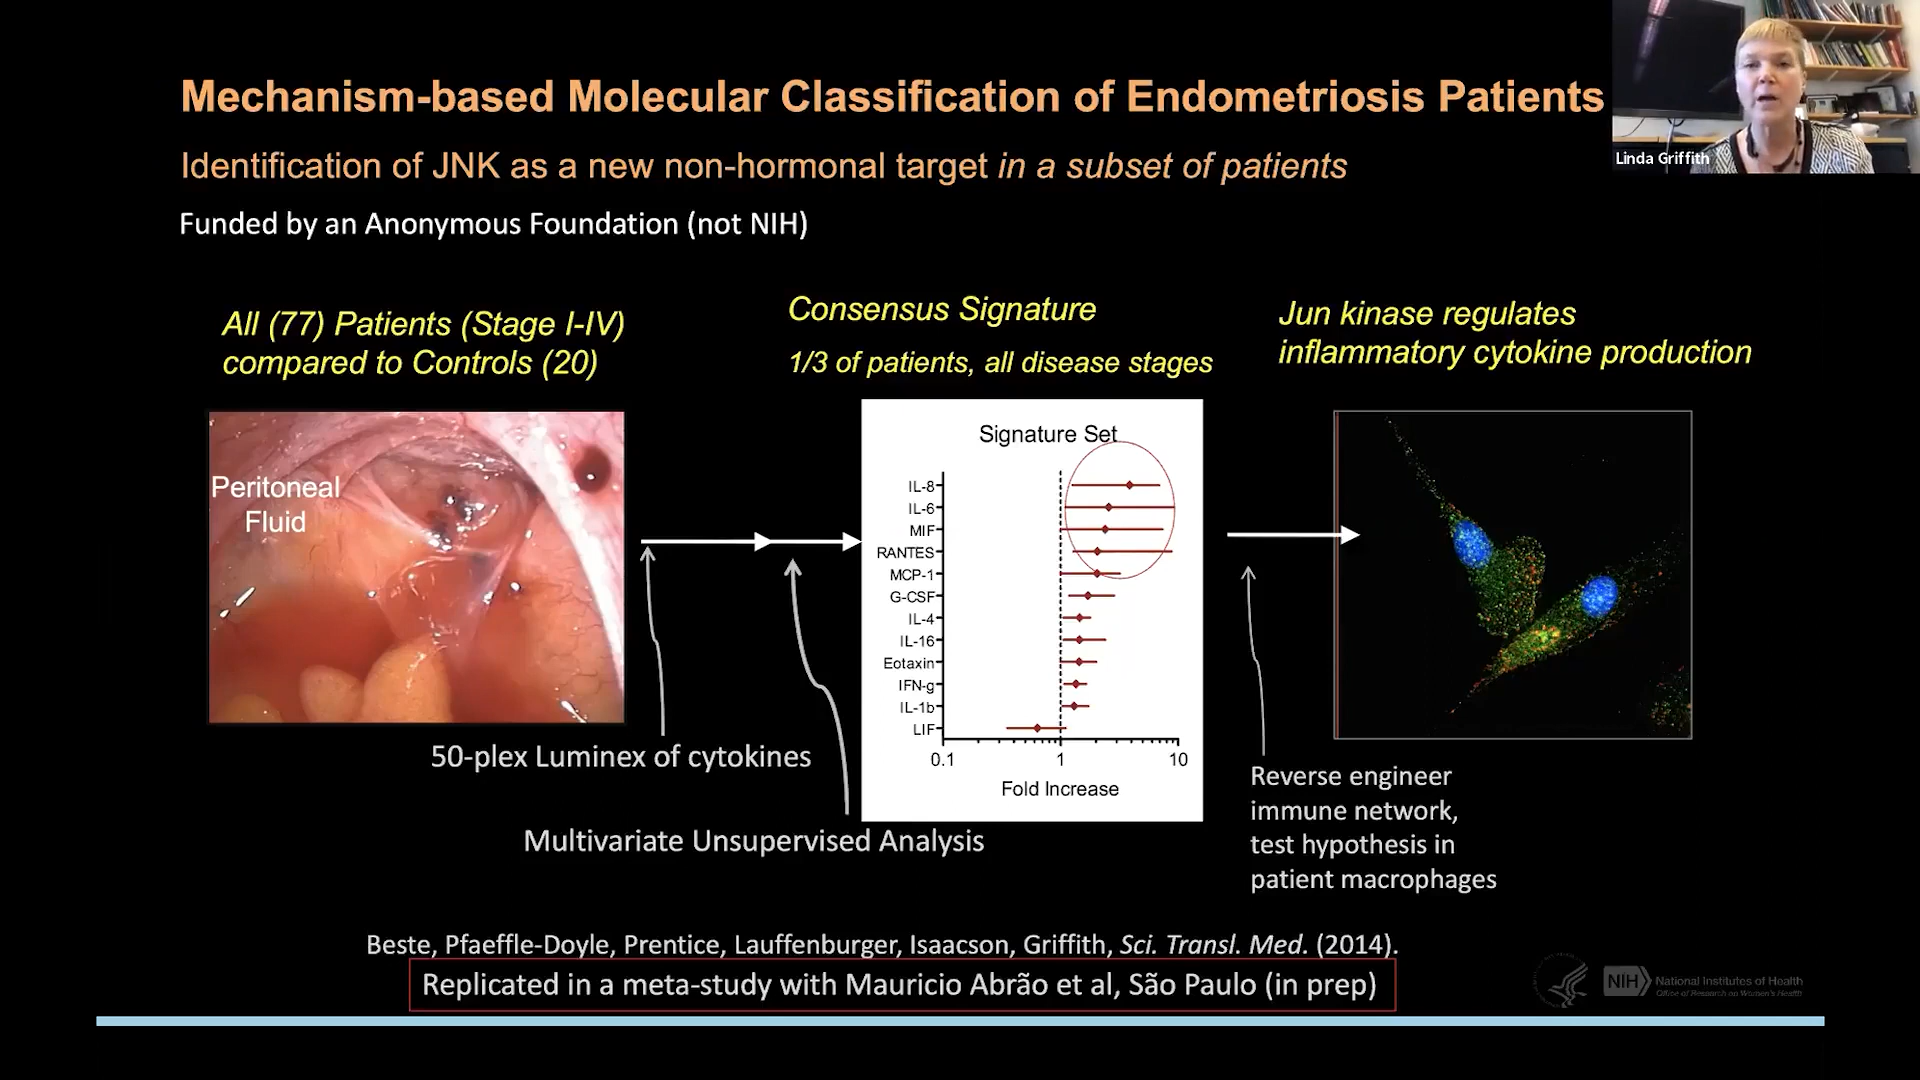 Mechanism-based Molecular Classification of Endometriosis Patients
Identification of JNK as a new non-hormonal target in a subset of patients
Funded by an Anonymous Foundation (not NIH)
Linda Griffith
All (77) Patients (Stage I-IV)
compared to Controls (20)
Peritoneal
Fluid
50-plex Luminex of cytokines
Multivariate Unsupervised Analysis
Consensus Signature
1/3 of patients, all disease stages
Signature Set
IL-8
IL-6
MIF
RANTES
MCP-1
G-CSF
IL-4
IL-16
Eotaxin
IFN-g
IL-1b
LIF
0.1 1 10
Fold Increase
Jun kinase regulates
inflammatory cytokine production
Reverse engineer
immune network,
test hypothesis in
patient macrophages
Beste, Pfaeffle-Doyle, Prentice, Lauffenburger, Isaacson, Griffith, Sci. Transl. Med. (2014).
Replicated in a meta-study with Mauricio Abrão et al, São Paulo (in prep)
NIH National Institutes of Health
Office of Research on Women's Health